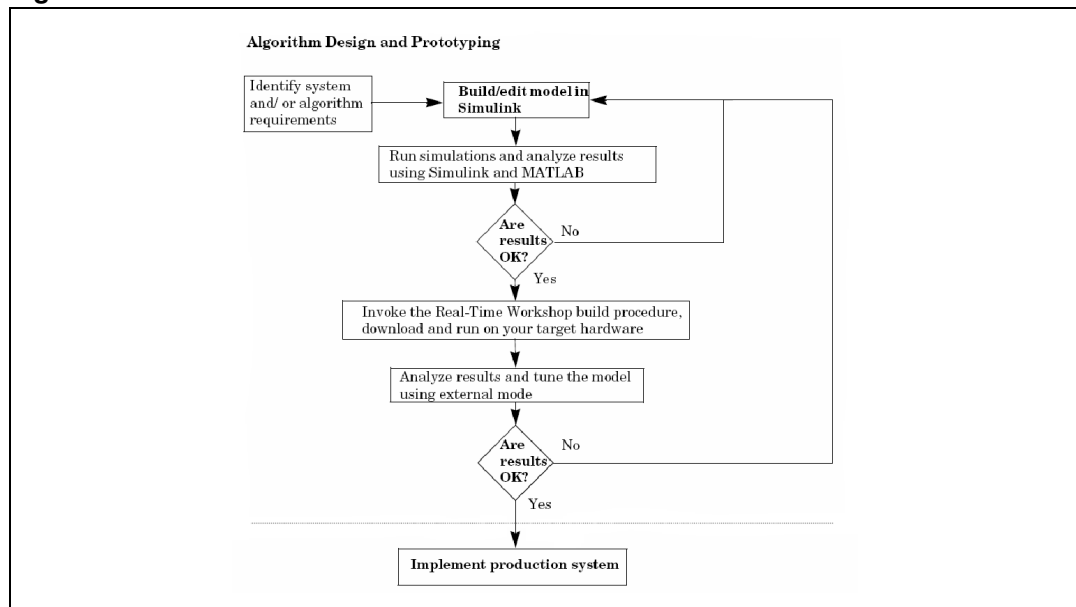 Algorithm Design and Prototyping
Identify system
and/ or algorithm
requirements
Build/edit model in
Simulink
Run simulations and analyze results
using Simulink and MATLAB
Are
results
OK?
No
Yes
Invoke the Real-Time Workshop build procedure,
download and run on your target hardware
Analyze results and tune the model
using external mode
Are
results
OK?
No
Yes
Implement production system